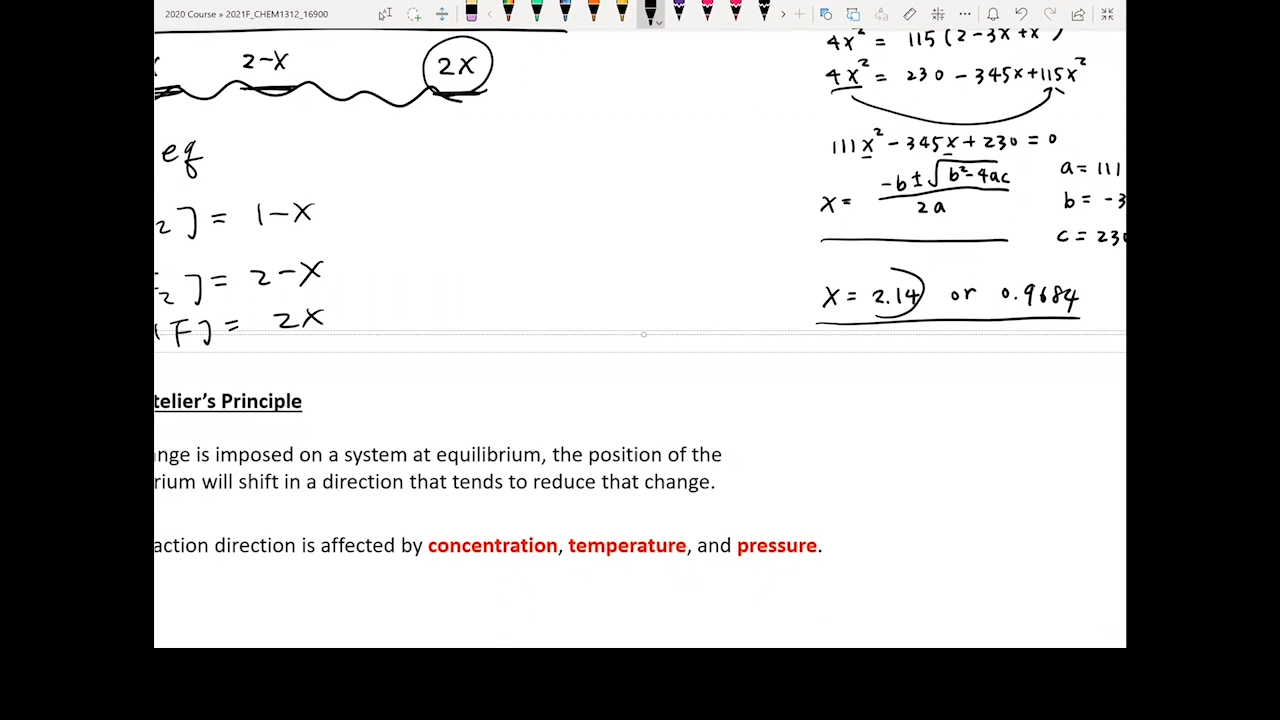 2020 Course » 2021F_CHEM1312_16900
4x² = 115 (2 - 3x + x²)
2-x
2x
4x² = 230 - 345x + 115x²
eq
111x² - 345x + 230 = 0
x = -b ± √b² - 4ac / 2a
a = 111
b = -3
c = 230
2] = 1 - x
2] = 2 - x
F] = 2x
x = 2.14 or 0.9684
telier's Principle
ange is imposed on a system at equilibrium, the position of the
rium will shift in a direction that tends to reduce that change.
action direction is affected by concentration, temperature, and pressure.